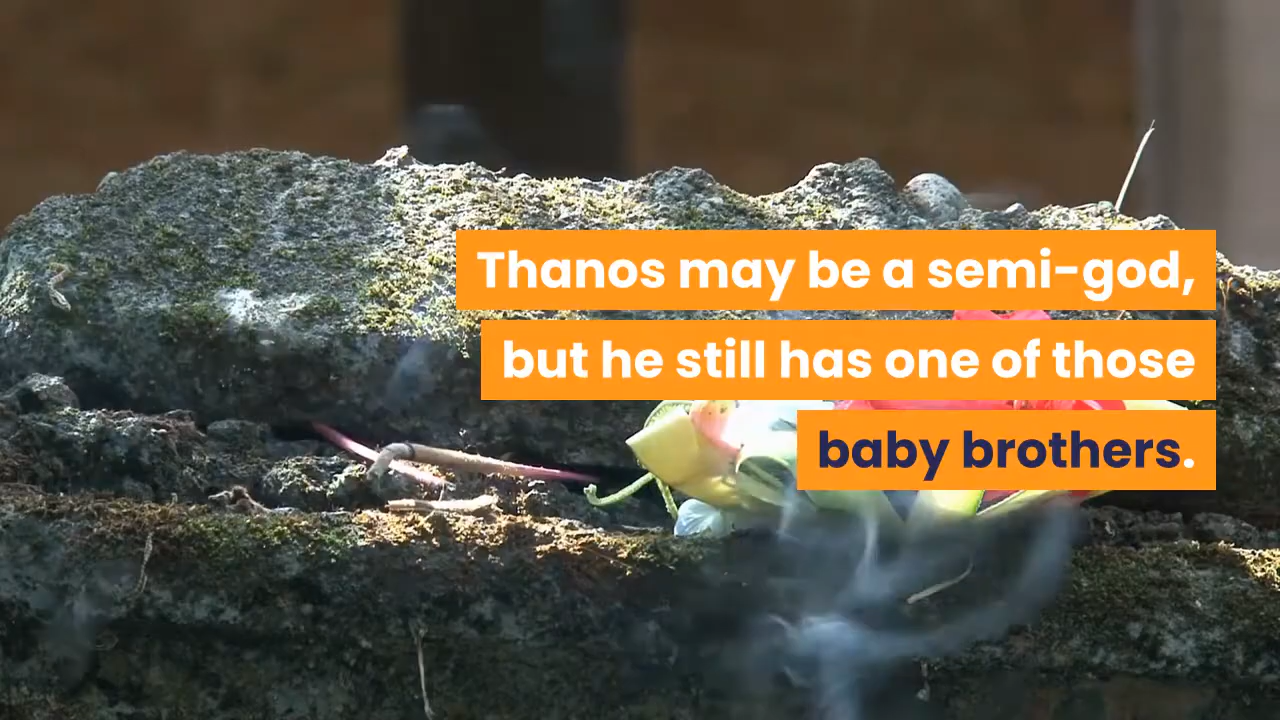 Thanos may be a semi-god,
but he still has one of those
baby brothers.